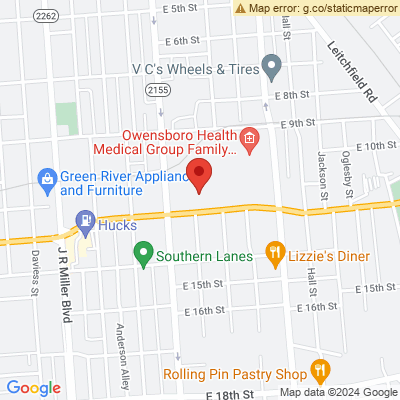 Map error: g.co/staticmaperror
E 5th St
2262
Hall St
E 6th St
Leitchfield Rd
V C's Wheels & Tires
2155
E 8th St
E 9th St
Owensboro Health
Medical Group Family...
E 10th St
Jackson St
Oglesby St
Green River Appliance
and Furniture
Hucks
Southern Lanes
Lizzie's Diner
Daviess St
J R Miller Blvd
Hall St
E 15th St
E 15th St
E 16th St
E 16th St
Anderson Alley
Rolling Pin Pastry Shop
Google
E 18th St
Map data ©2024 Google